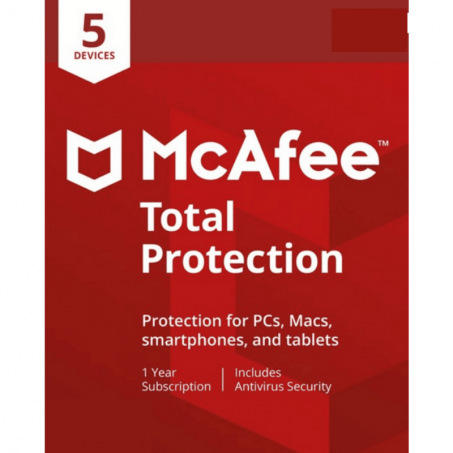 5
DEVICES
McAfee™
Total
Protection
Protection for PCs, Macs,
smartphones, and tablets
1 Year
Subscription
Includes
Antivirus Security